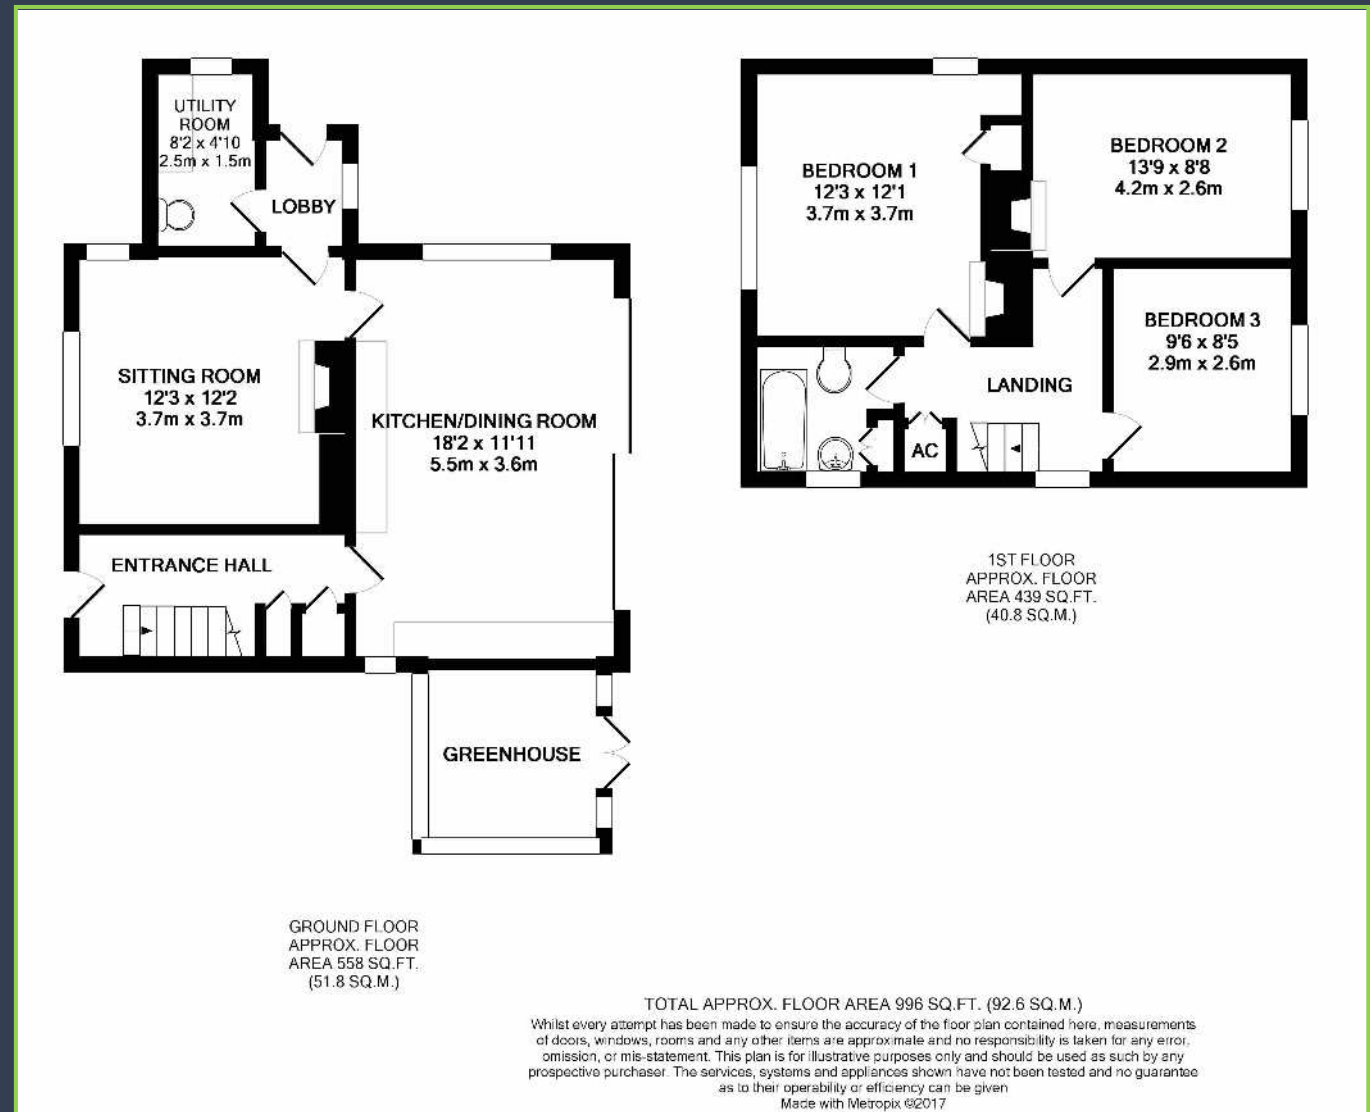 UTILITY
ROOM
8'2 x 4'10
2.5m x 1.5m
LOBBY
SITTING ROOM
12'3 x 12'2
3.7m x 3.7m
KITCHEN/DINING ROOM
18'2 x 11'11
5.5m x 3.6m
ENTRANCE HALL
GREENHOUSE
GROUND FLOOR
APPROX. FLOOR
AREA 558 SQ.FT.
(51.8 SQ.M.)
BEDROOM 1
12'3 x 12'1
3.7m x 3.7m
BEDROOM 2
13'9 x 8'8
4.2m x 2.6m
BEDROOM 3
9'6 x 8'5
2.9m x 2.6m
LANDING
AC
1ST FLOOR
APPROX. FLOOR
AREA 439 SQ.FT.
(40.8 SQ.M.)
TOTAL APPROX. FLOOR AREA 996 SQ.FT. (92.6 SQ.M.)
Whilst every attempt has been made to ensure the accuracy of the floor plan contained here, measurements
of doors, windows, rooms and any other items are approximate and no responsibility is taken for any error,
omission, or mis-statement. This plan is for illustrative purposes only and should be used as such by any
prospective purchaser. The services, systems and appliances shown have not been tested and no guarantee
as to their operability or efficiency can be given
Made with Metropix ©2017